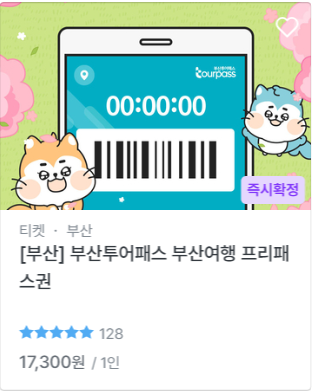 부산투어패스
tourpass
00:00:00
즉시확정
티켓 · 부산
[부산] 부산투어패스 부산여행 프리패
스권
128
17,300원 / 1인